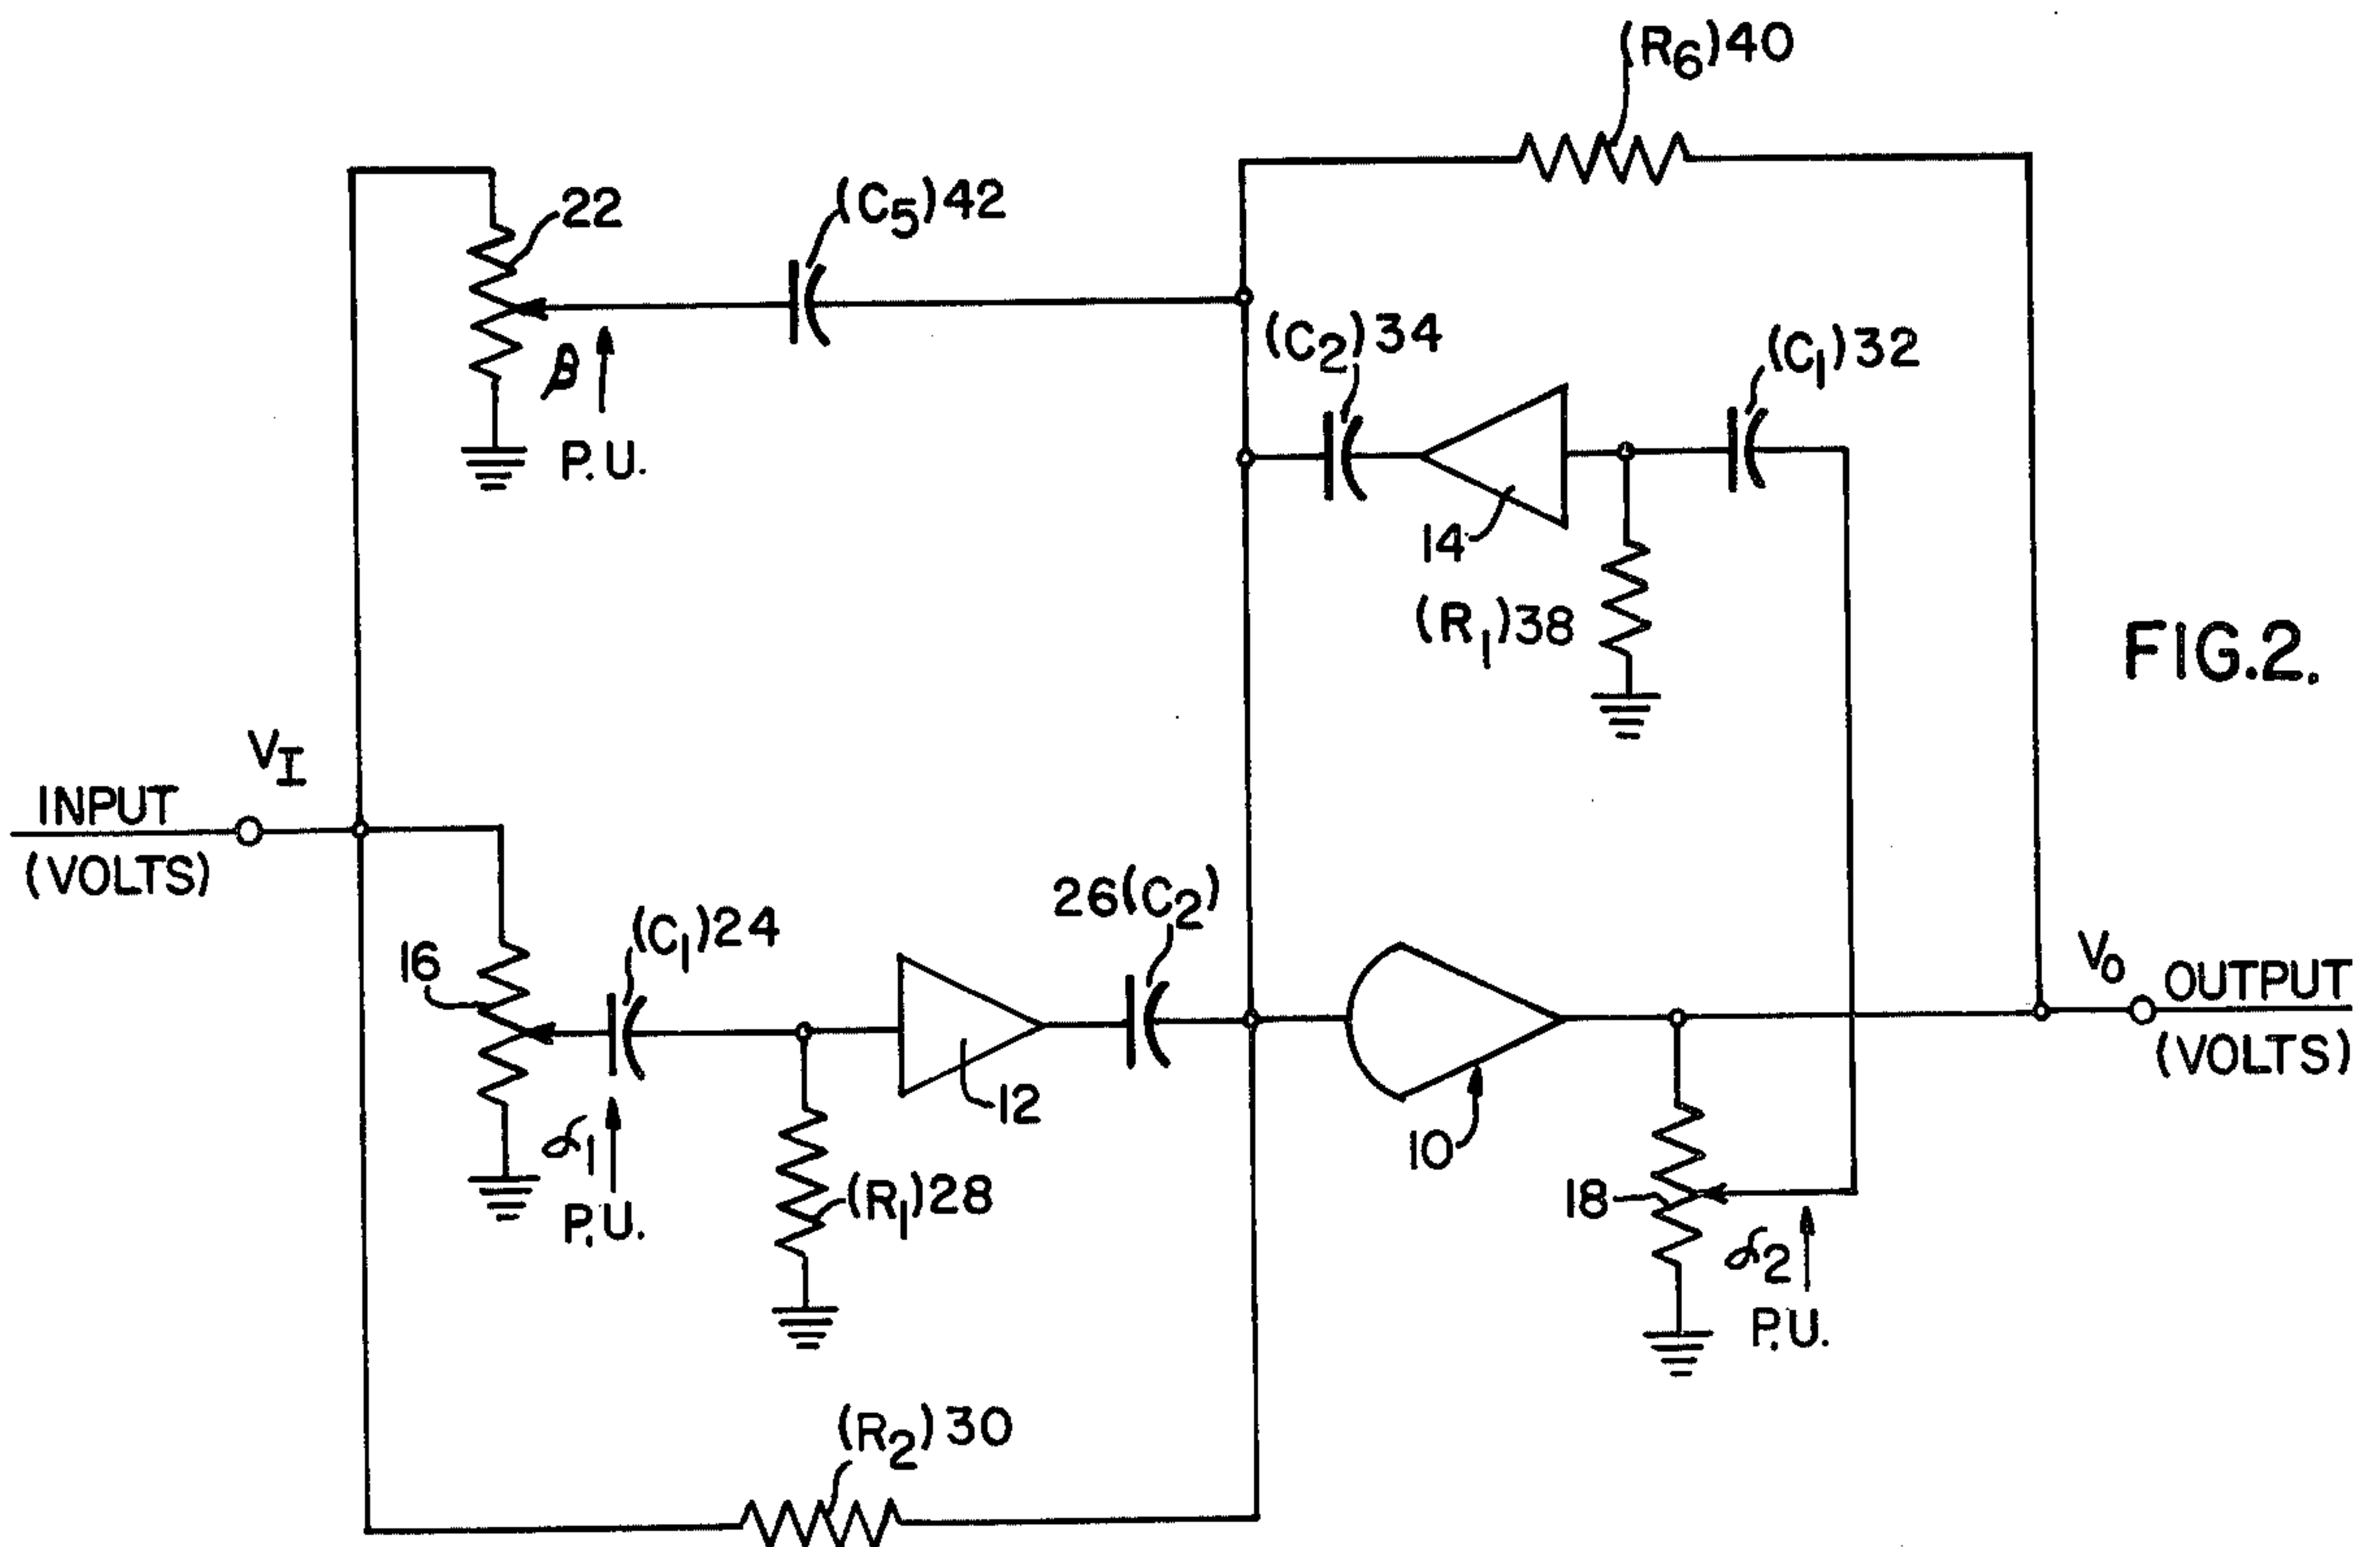 (R6)40
22
(C5)42
(C2)34
(C1)32
β
P.U.
14
(R1)38
FIG.2.
VI
INPUT
(VOLTS)
26(C2)
(C1)24
16
VO
OUTPUT
(VOLTS)
12
10
α1
P.U.
(R1)28
18
α2
P.U.
(R2)30